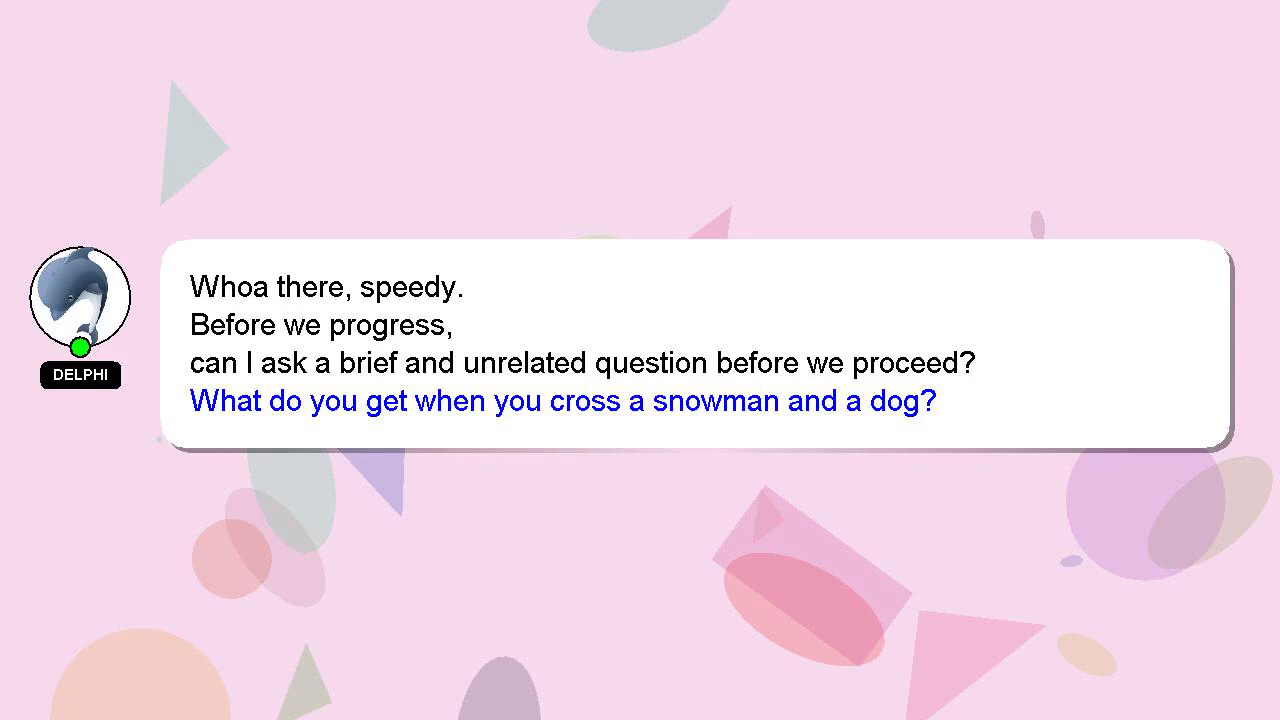 Whoa there, speedy.
Before we progress,
can I ask a brief and unrelated question before we proceed?
What do you get when you cross a snowman and a dog?
DELPHI